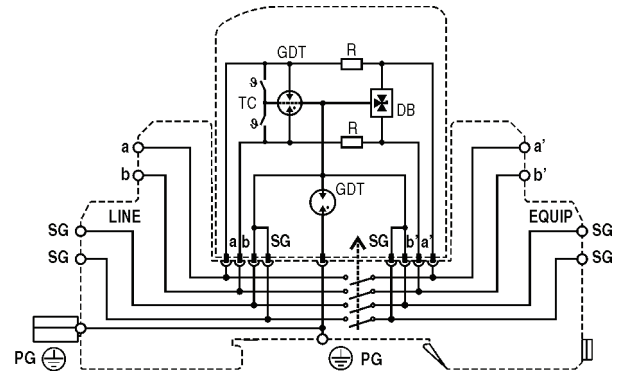 GDT R
ϑ
TC DB
ϑ
R
a a'
b b'
GDT
LINE EQUIP
SG SG
a b SG SG b' a'
SG SG
PG PG